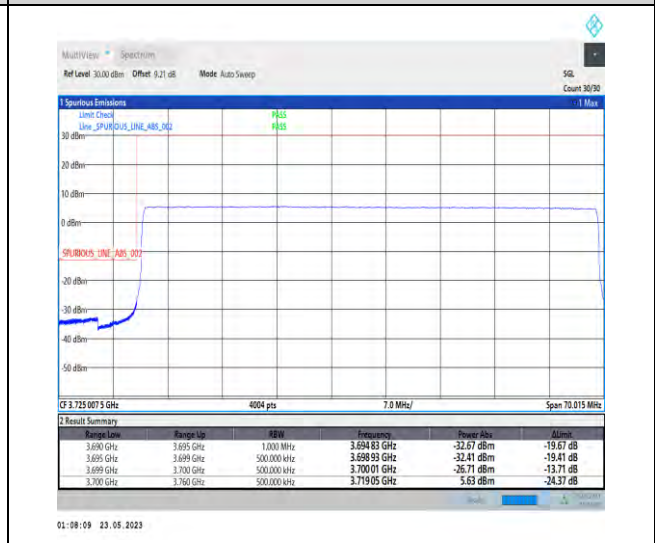 MultiView Spectrum
Ref Level 30.00 dBm Offset 9.21 dB Mode Auto Sweep SGL
Count 30/30
1 Spurious Emissions 1 Max
Limit Check PASS
Line _SPURIOUS_LINE_ABS_002 PASS
30 dBm
20 dBm
10 dBm
0 dBm
SPURIOUS_LINE_ABS_002
-20 dBm
-30 dBm
-40 dBm
-50 dBm
CF 3.725 007 5 GHz 4004 pts 7.0 MHz/ Span 70.015 MHz
2 Result Summary
Range Low Range Up RBW Frequency Power Abs ΔLimit
3.690 GHz 3.695 GHz 1.000 MHz 3.694 83 GHz -32.67 dBm -19.67 dB
3.695 GHz 3.699 GHz 500.000 kHz 3.698 93 GHz -32.41 dBm -19.41 dB
3.699 GHz 3.700 GHz 500.000 kHz 3.700 01 GHz -26.71 dBm -13.71 dB
3.700 GHz 3.760 GHz 500.000 kHz 3.719 05 GHz 5.63 dBm -24.37 dB
01:08:09 23.05.2023